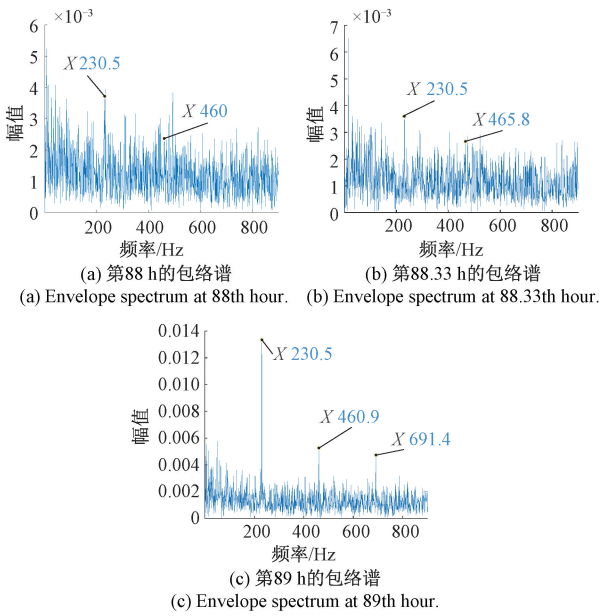 ×10⁻³
6
5
4
3
2
1
0
幅值
X 230.5
X 460
200 400 600 800
频率/Hz
(a) 第88 h的包络谱
(a) Envelope spectrum at 88th hour.
×10⁻³
7
6
5
4
3
2
1
0
幅值
X 230.5
X 465.8
200 400 600 800
频率/Hz
(b) 第88.33 h的包络谱
(b) Envelope spectrum at 88.33th hour.
0.014
0.012
0.010
0.008
0.006
0.004
0.002
0
幅值
X 230.5
X 460.9
X 691.4
200 400 600 800
频率/Hz
(c) 第89 h的包络谱
(c) Envelope spectrum at 89th hour.